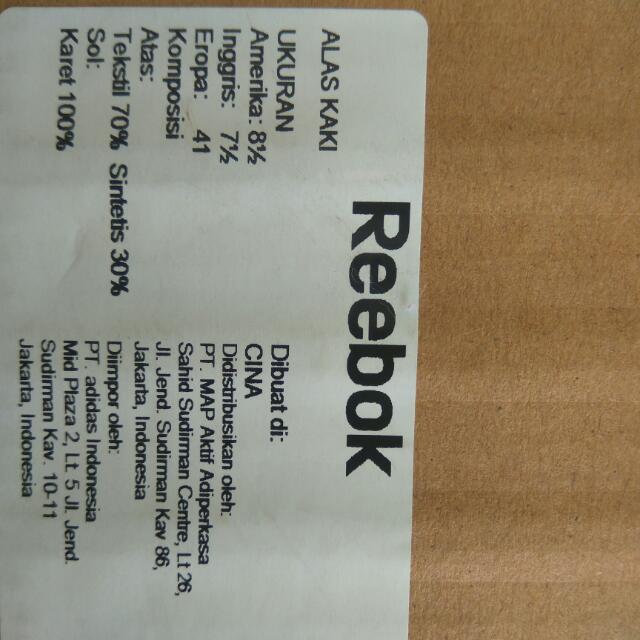 Reebok
ALAS KAKI
UKURAN
Amerika: 8½
Inggris: 7½
Eropa: 41
Komposisi
Atas:
Tekstil 70% Sintetis 30%
Sol:
Karet 100%
Dibuat di:
CINA
Didistribusikan oleh:
PT. MAP Aktif Adiperkasa
Sahid Sudirman Centre, Lt 26,
Jl. Jend. Sudirman Kav 86,
Jakarta, Indonesia
Diimpor oleh:
PT. adidas Indonesia
Mid Plaza 2, Lt. 5 Jl. Jend.
Sudirman Kav. 10-11
Jakarta, Indonesia